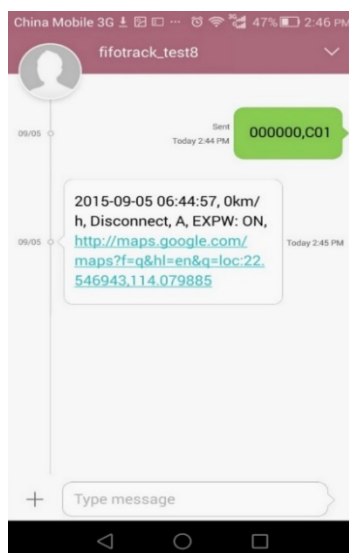 China Mobile 3G ... 3G 47% 2:46 PM
fifotrack_test8
09/05
Sent
Today 2:44 PM
000000,C01
2015-09-05 06:44:57, 0km/
h, Disconnect, A, EXPW: ON,
http://maps.google.com/
maps?f=q&hl=en&q=loc:22.
546943,114.079885
09/05
Today 2:45 PM
Type message